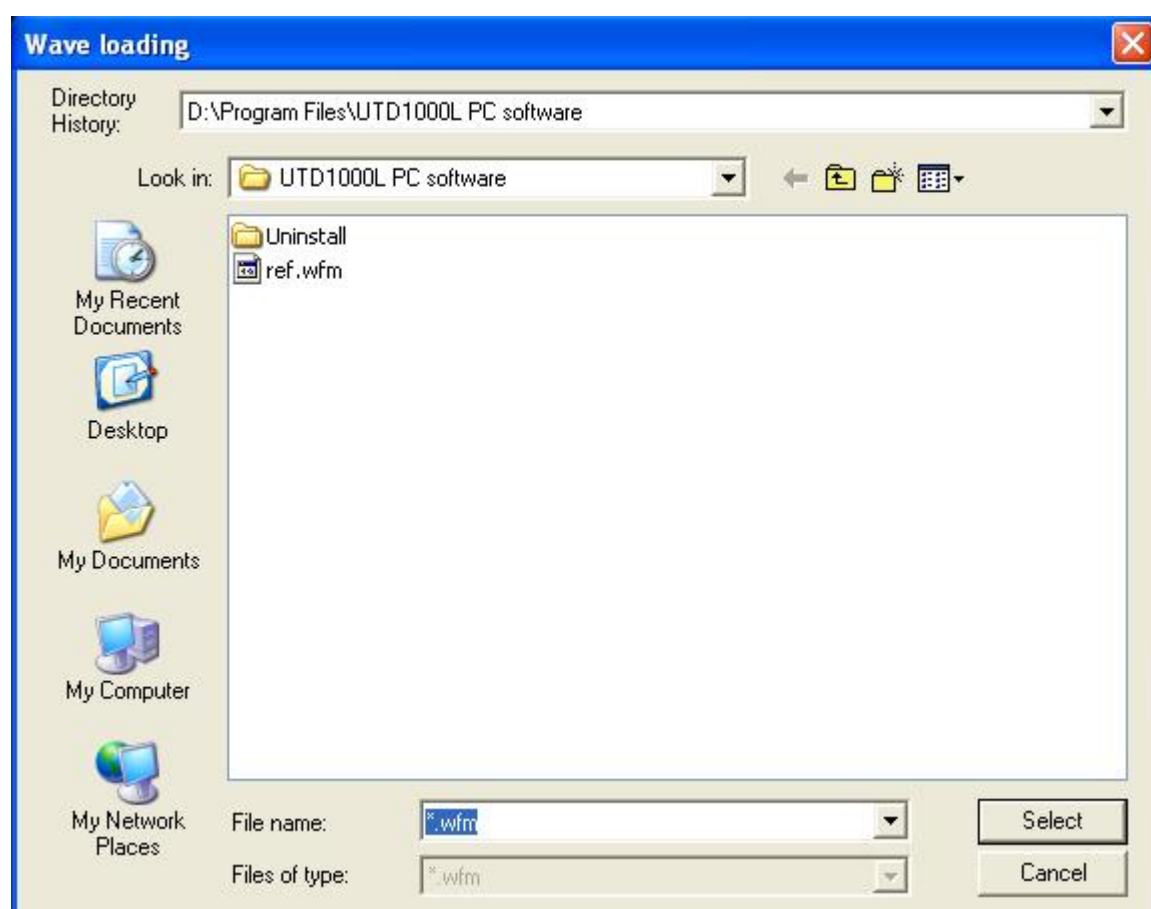 Wave loading
Directory
History:
D:\Program Files\UTD1000L PC software
Look in:
UTD1000L PC software
Uninstall
ref.wfm
My Recent
Documents
Desktop
My Documents
My Computer
My Network
Places
File name:
*.wfm
Select
Files of type:
*.wfm
Cancel